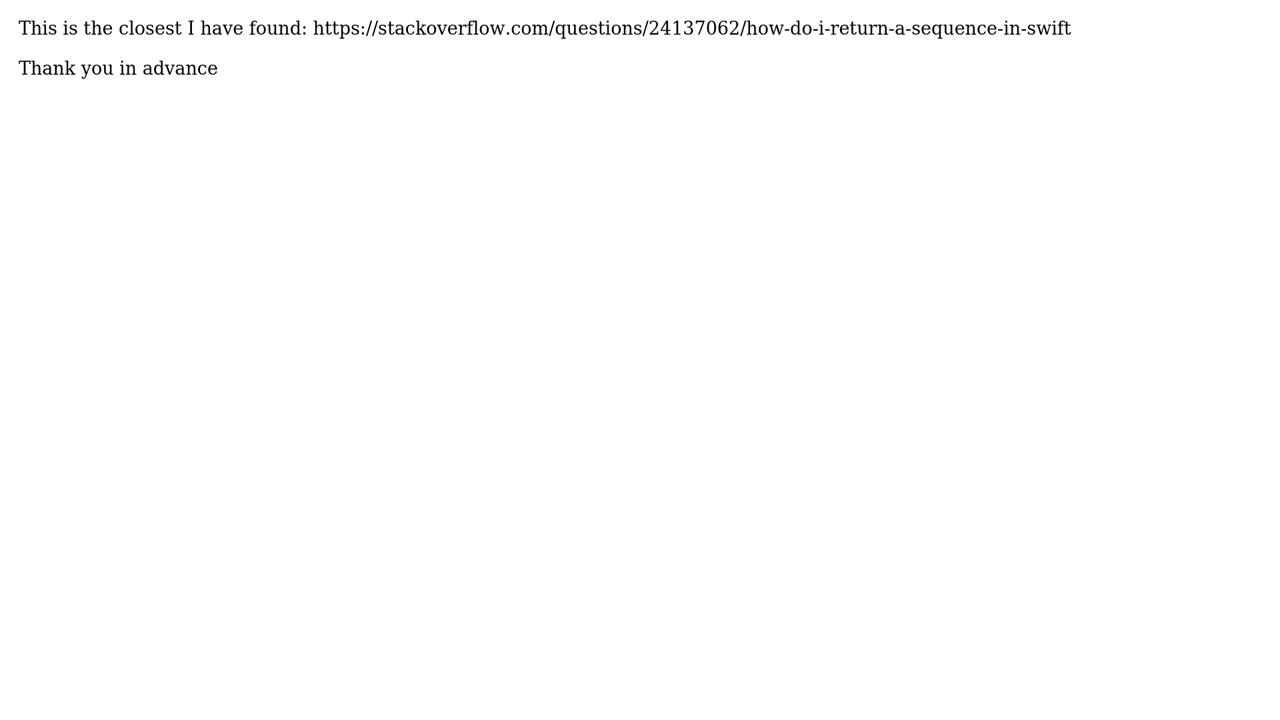 This is the closest I have found: https://stackoverflow.com/questions/24137062/how-do-i-return-a-sequence-in-swift
Thank you in advance